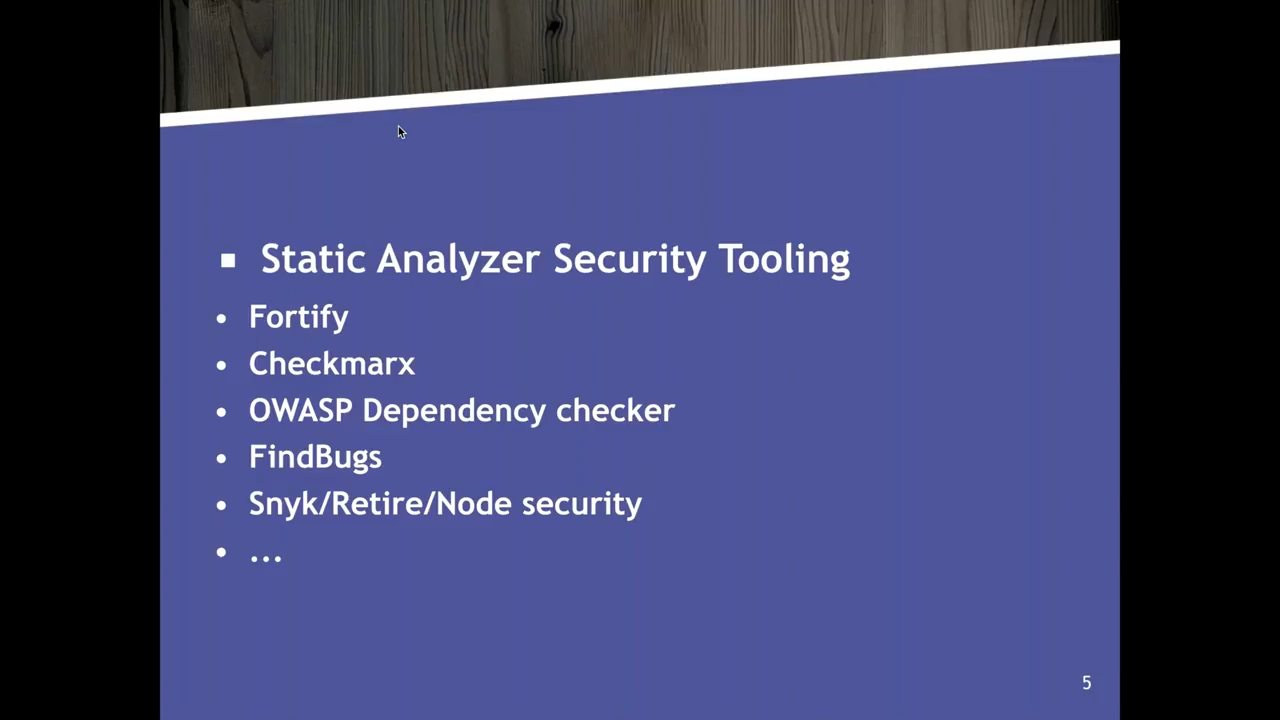 ▪ Static Analyzer Security Tooling
• Fortify
• Checkmarx
• OWASP Dependency checker
• FindBugs
• Snyk/Retire/Node security
• ...
5